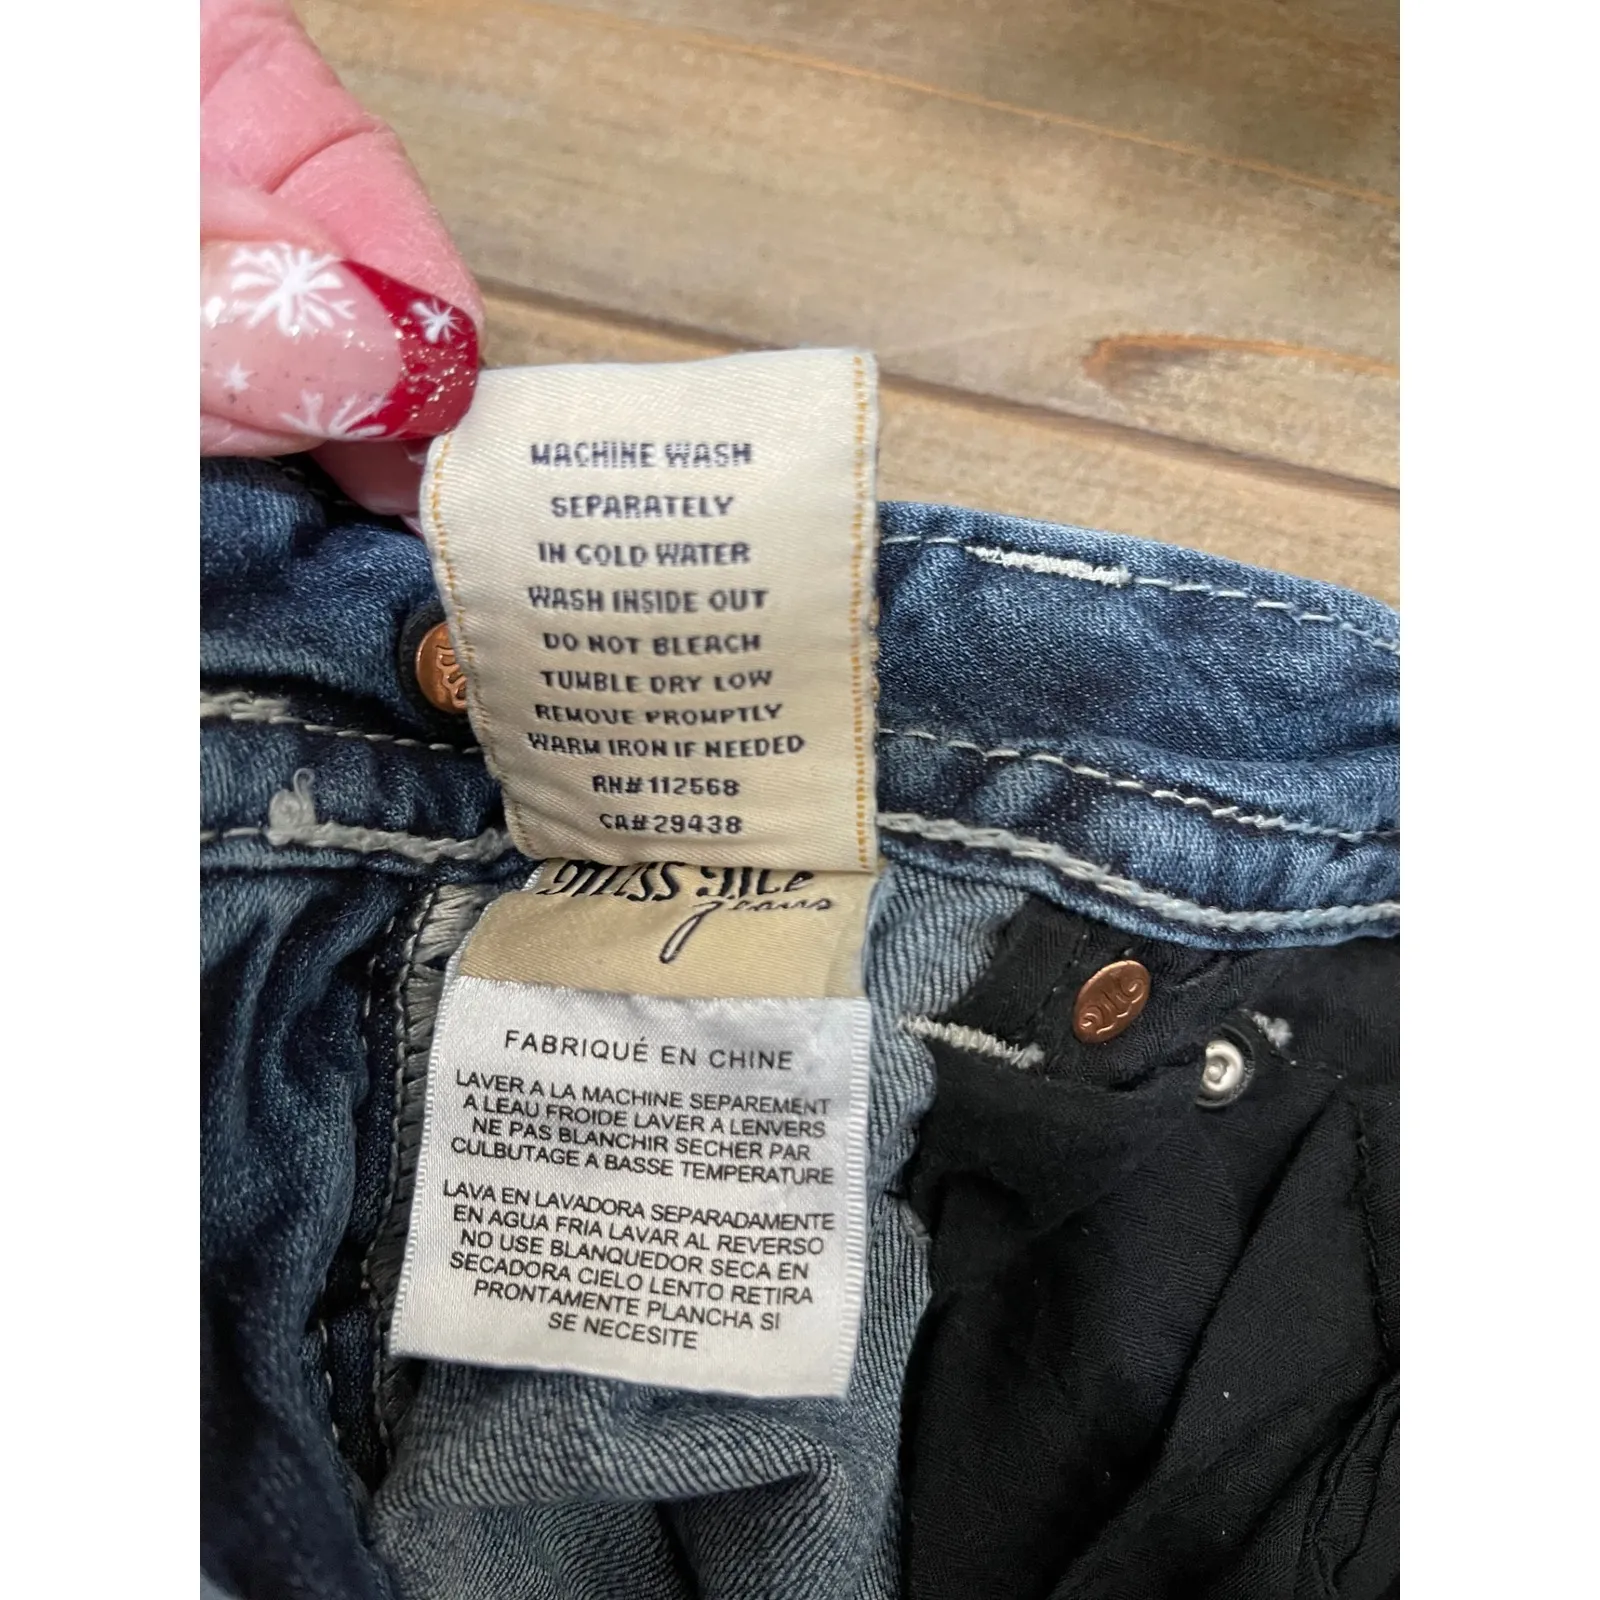 MACHINE WASH
SEPARATELY
IN COLD WATER
WASH INSIDE OUT
DO NOT BLEACH
TUMBLE DRY LOW
REMOVE PROMPTLY
WARM IRON IF NEEDED
RN# 112568
CA# 29438
Miss Me
jeans
FABRIQUÉ EN CHINE
LAVER A LA MACHINE SEPAREMENT
A LEAU FROIDE LAVER A LENVERS
NE PAS BLANCHIR SECHER PAR
CULBUTAGE A BASSE TEMPERATURE
LAVA EN LAVADORA SEPARADAMENTE
EN AGUA FRIA LAVAR AL REVERSO
NO USE BLANQUEDOR SECA EN
SECADORA CIELO LENTO RETIRA
PRONTAMENTE PLANCHA SI
SE NECESITE